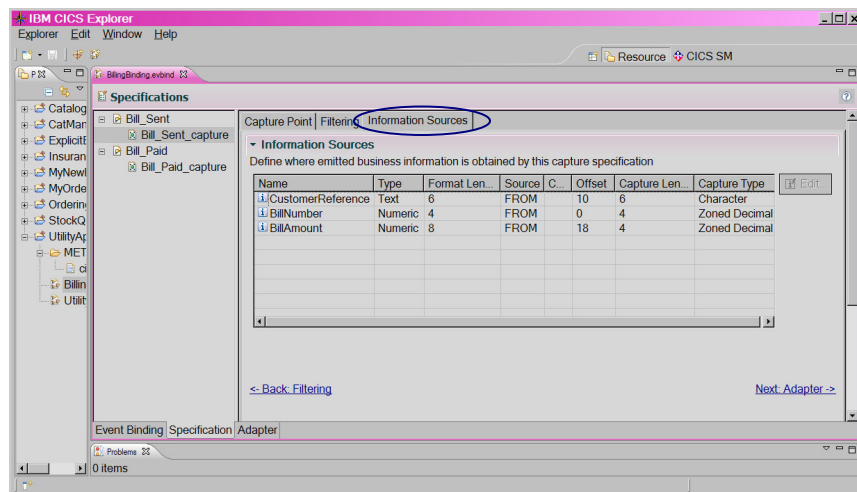 IBM CICS Explorer
Explorer Edit Window Help
Resource CICS SM
P BillingBinding.evbind
Specifications
Catalog
CatMan
ExplicitE
Insuran
MyNewl
MyOrde
Ordering
StockQ
UtilityAp
MET
ci
Billin
Utilit
Bill_Sent
Bill_Sent_capture
Bill_Paid
Bill_Paid_capture
Capture Point Filtering Information Sources
Information Sources
Define where emitted business information is obtained by this capture specification
Name Type Format Len... Source C... Offset Capture Len... Capture Type Edit...
CustomerReference Text 6 FROM 10 6 Character
BillNumber Numeric 4 FROM 0 4 Zoned Decimal
BillAmount Numeric 8 FROM 18 4 Zoned Decimal
<- Back: Filtering Next: Adapter ->
Event Binding Specification Adapter
Problems
0 items